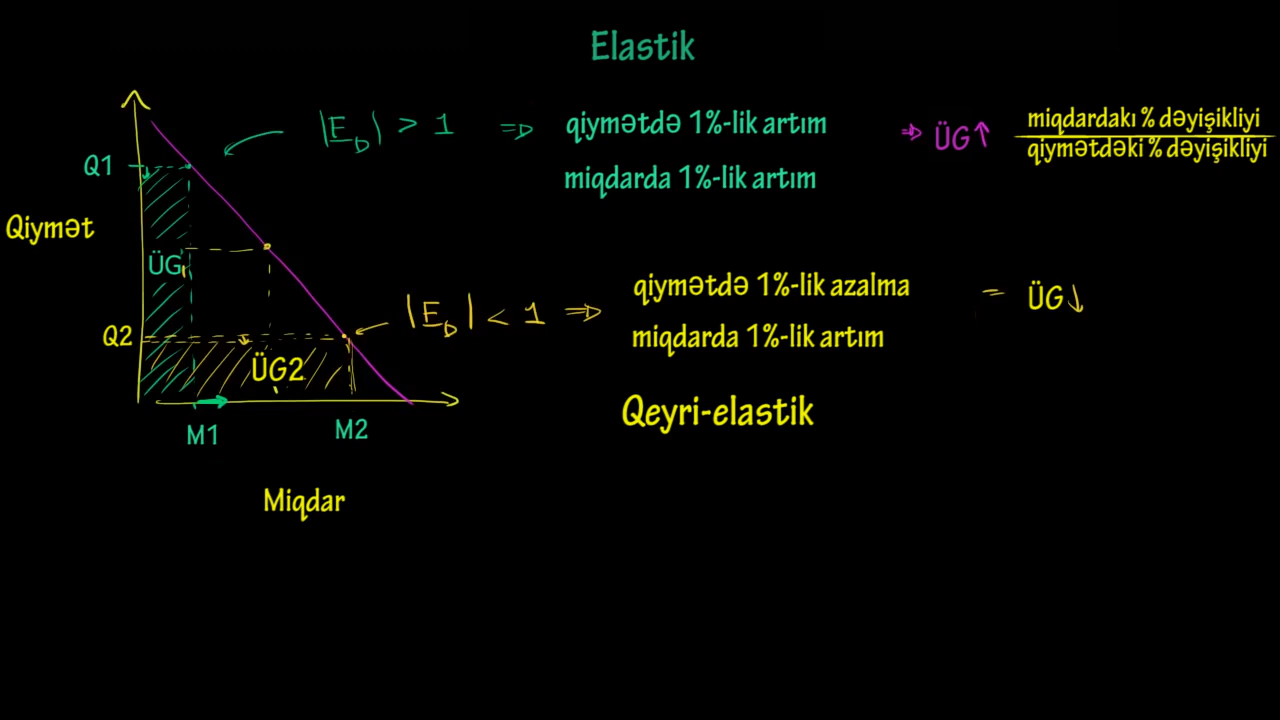 Elastik
|E_D| > 1 ⇒ qiymətdə 1%-lik artım ⇒ ÜG↑ miqdardakı % dəyişikliyi
qiymətdəki % dəyişikliyi
miqdarda 1%-lik artım
Q1
Qiymət
ÜG
|E_D| < 1 ⇒ qiymətdə 1%-lik azalma = ÜG↓
miqdarda 1%-lik artım
Q2
ÜG2
Qeyri-elastik
M1
M2
Miqdar